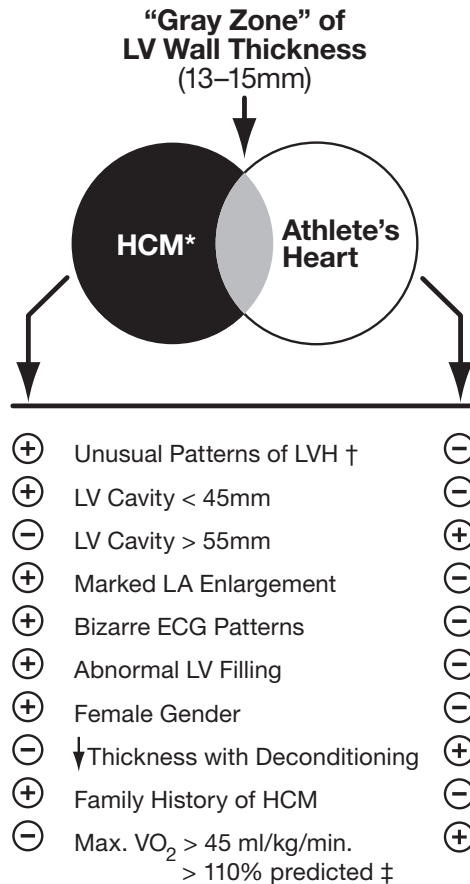 “Gray Zone” of
LV Wall Thickness
(13–15mm)
HCM*
Athlete’s
Heart
⊕ Unusual Patterns of LVH † ⊖
⊕ LV Cavity < 45mm ⊖
⊖ LV Cavity > 55mm ⊕
⊕ Marked LA Enlargement ⊖
⊕ Bizarre ECG Patterns ⊖
⊕ Abnormal LV Filling ⊖
⊕ Female Gender ⊖
⊖ ↓Thickness with Deconditioning ⊕
⊕ Family History of HCM ⊖
⊖ Max. VO₂ > 45 ml/kg/min. ⊕
> 110% predicted ‡